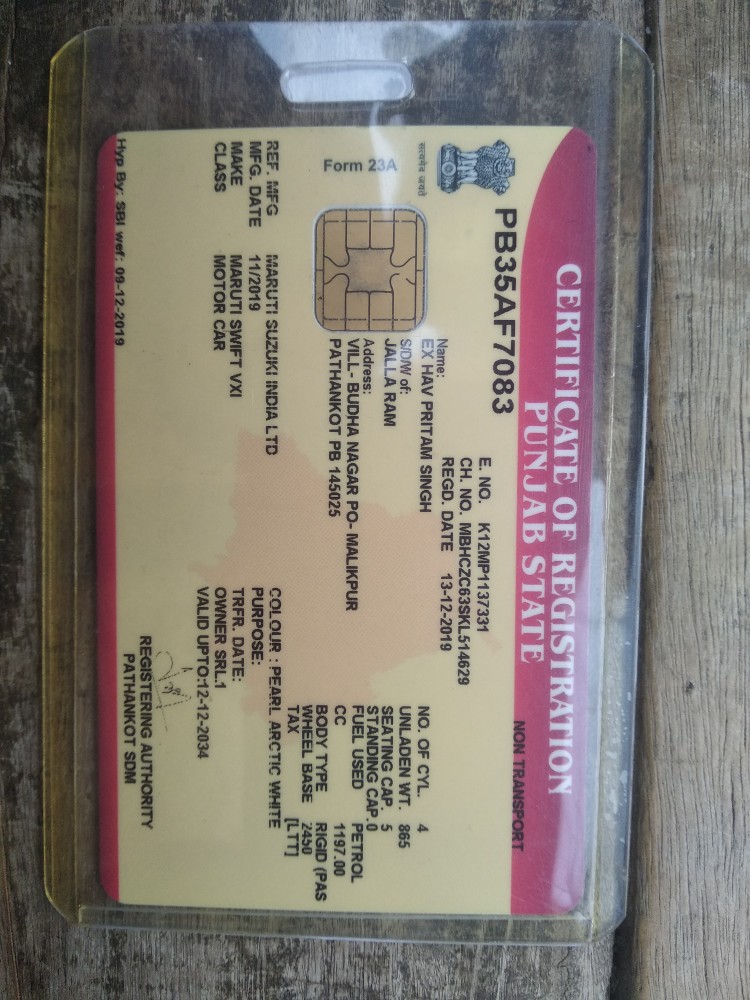 CERTIFICATE OF REGISTRATION
PUNJAB STATE
NON TRANSPORT
PB35AF7083
सत्यमेव जयते
Form 23A
E. NO. K12MP1137331
CH. NO. MBHCZC63SKL514629
REGD. DATE 13-12-2019
Name:
EX HAV PRITAM SINGH
S/D/W of:
JALLA RAM
Address:
VILL- BUDHA NAGAR PO- MALIKPUR
PATHANKOT PB 145025
NO. OF CYL. 4
UNLADEN WT. 865
SEATING CAP. 5
STANDING CAP.0
FUEL USED PETROL
CC 1197.00
BODY TYPE RIGID (PAS
WHEEL BASE 2450
TAX [LTT]
REF. MFG MARUTI SUZUKI INDIA LTD
MFG. DATE 11/2019
MAKE MARUTI SWIFT VXI
CLASS MOTOR CAR
COLOUR : PEARL ARCTIC WHITE
PURPOSE:
TRFR. DATE:
OWNER SRL.1
VALID UPTO:12-12-2034
REGISTERING AUTHORITY
PATHANKOT SDM
Hyp By: SBI wef: 09-12-2019